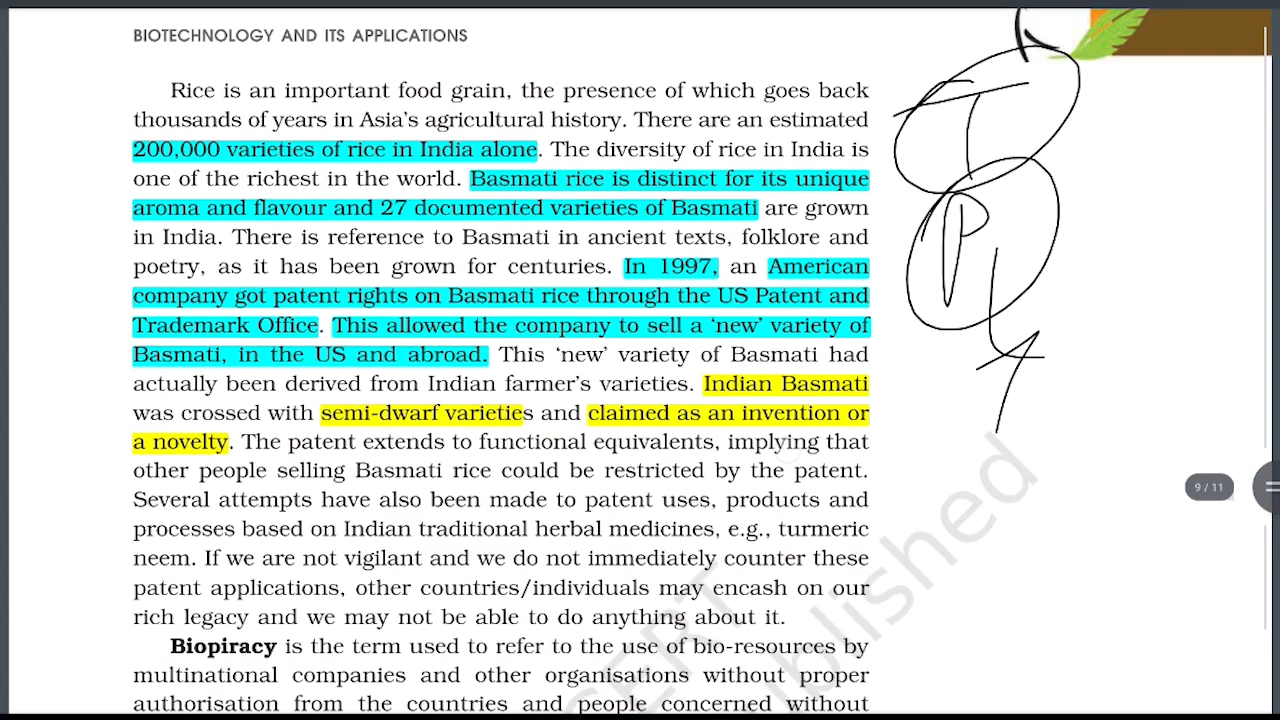 BIOTECHNOLOGY AND ITS APPLICATIONS
Rice is an important food grain, the presence of which goes back
thousands of years in Asia's agricultural history. There are an estimated
200,000 varieties of rice in India alone. The diversity of rice in India is
one of the richest in the world. Basmati rice is distinct for its unique
aroma and flavour and 27 documented varieties of Basmati are grown
in India. There is reference to Basmati in ancient texts, folklore and
poetry, as it has been grown for centuries. In 1997, an American
company got patent rights on Basmati rice through the US Patent and
Trademark Office. This allowed the company to sell a ‘new’ variety of
Basmati, in the US and abroad. This ‘new’ variety of Basmati had
actually been derived from Indian farmer's varieties. Indian Basmati
was crossed with semi-dwarf varieties and claimed as an invention or
a novelty. The patent extends to functional equivalents, implying that
other people selling Basmati rice could be restricted by the patent.
Several attempts have also been made to patent uses, products and
processes based on Indian traditional herbal medicines, e.g., turmeric
neem. If we are not vigilant and we do not immediately counter these
patent applications, other countries/individuals may encash on our
rich legacy and we may not be able to do anything about it.
Biopiracy is the term used to refer to the use of bio-resources by
multinational companies and other organisations without proper
authorisation from the countries and people concerned without
9 / 11